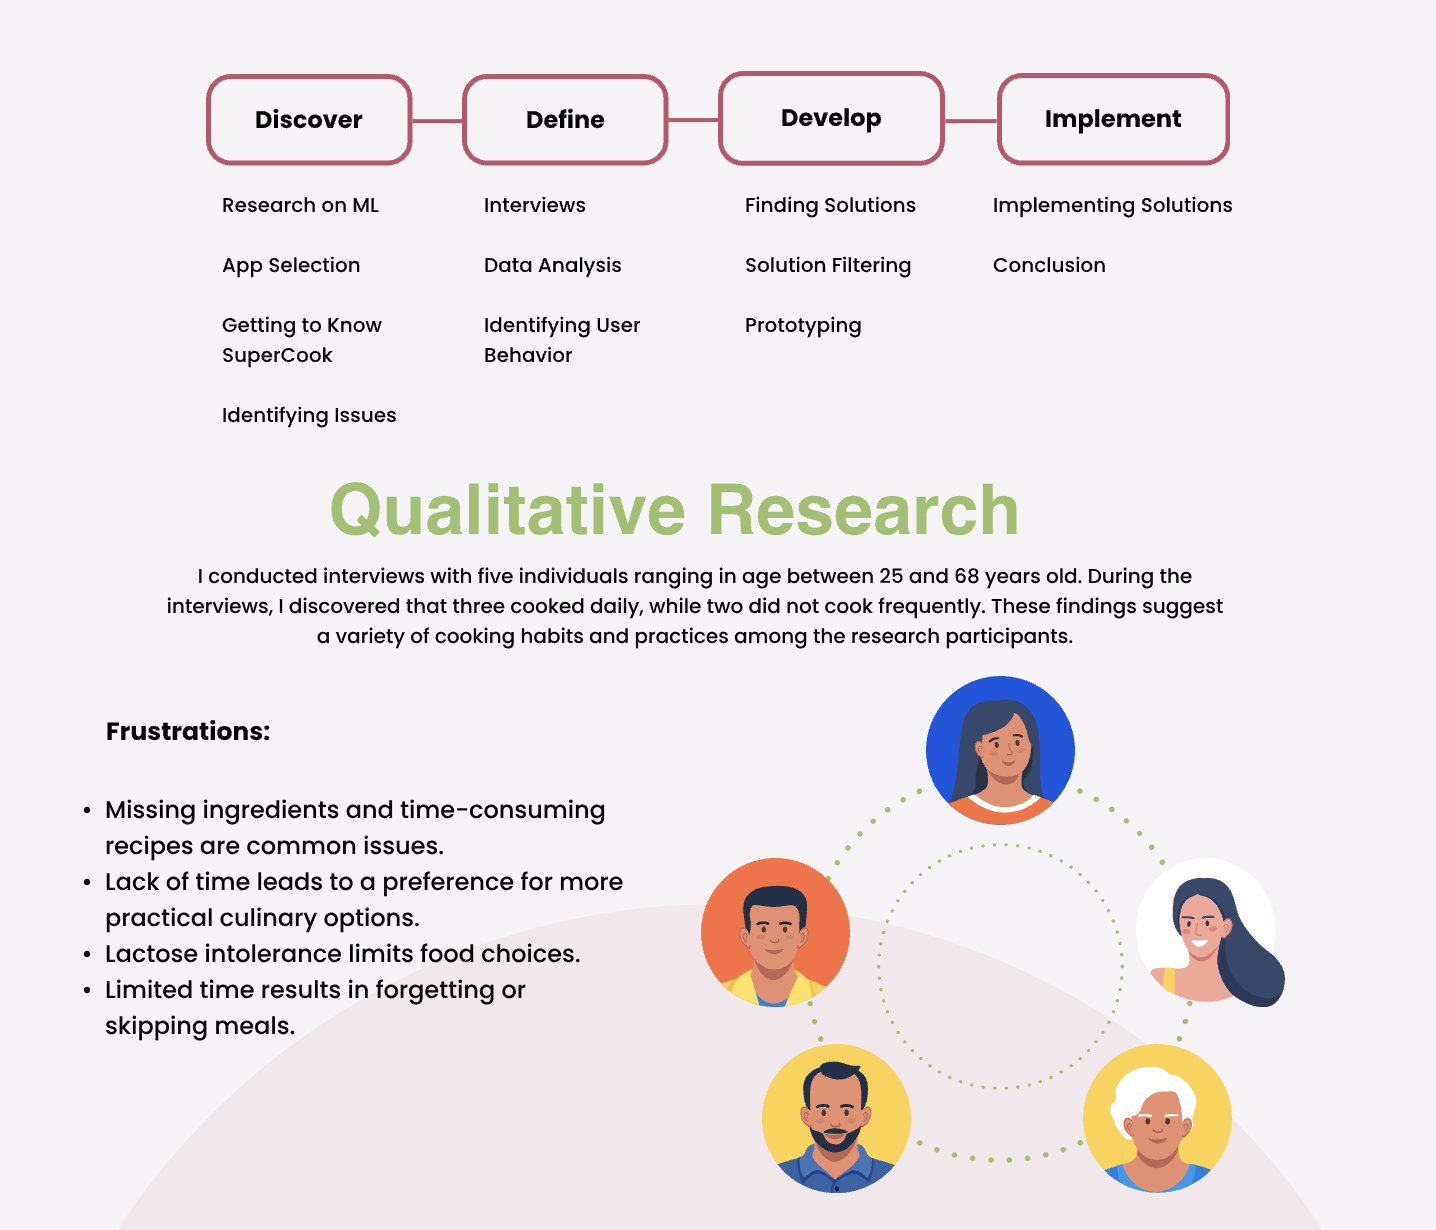 Discover
Define
Develop
Implement
Research on ML
App Selection
Getting to Know
SuperCook
Identifying Issues
Interviews
Data Analysis
Identifying User
Behavior
Finding Solutions
Solution Filtering
Prototyping
Implementing Solutions
Conclusion
Qualitative Research
I conducted interviews with five individuals ranging in age between 25 and 68 years old. During the
interviews, I discovered that three cooked daily, while two did not cook frequently. These findings suggest
a variety of cooking habits and practices among the research participants.
Frustrations:
• Missing ingredients and time-consuming
recipes are common issues.
• Lack of time leads to a preference for more
practical culinary options.
• Lactose intolerance limits food choices.
• Limited time results in forgetting or
skipping meals.